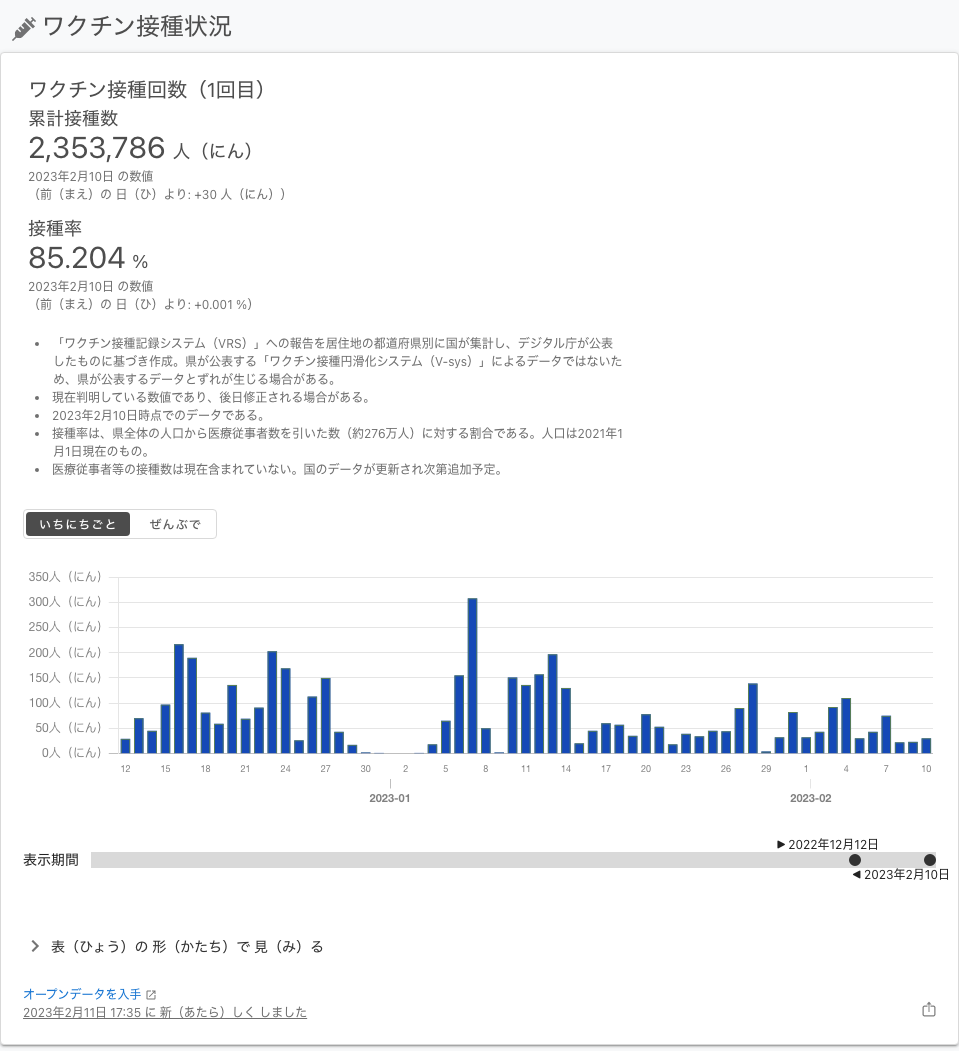 ワクチン接種状況
ワクチン接種回数（1回目）
累計接種数
2,353,786 人（にん）
2023年2月10日 の数値
（前（まえ）の 日（ひ）より: +30 人（にん））
接種率
85.204 %
2023年2月10日 の数値
（前（まえ）の 日（ひ）より: +0.001 %）
• 「ワクチン接種記録システム（VRS）」への報告を居住地の都道府県別に国が集計し、デジタル庁が公表
したものに基づき作成。県が公表する「ワクチン接種円滑化システム（V-sys）」によるデータではないた
め、県が公表するデータとずれが生じる場合がある。
• 現在判明している数値であり、後日修正される場合がある。
• 2023年2月10日時点でのデータである。
• 接種率は、県全体の人口から医療従事者数を引いた数（約276万人）に対する割合である。人口は2021年1
月1日現在のもの。
• 医療従事者等の接種数は現在含まれていない。国のデータが更新され次第追加予定。
いちにちごと ぜんぶで
350人（にん）
300人（にん）
250人（にん）
200人（にん）
150人（にん）
100人（にん）
50人（にん）
0人（にん）
12 15 18 21 24 27 30 2 5 8 11 14 17 20 23 26 29 1 4 7 10
2023-01 2023-02
▶ 2022年12月12日
表示期間
◀ 2023年2月10日
表（ひょう）の 形（かたち）で 見（み）る
オープンデータを入手
2023年2月11日 17:35 に 新（あたら）しく しました